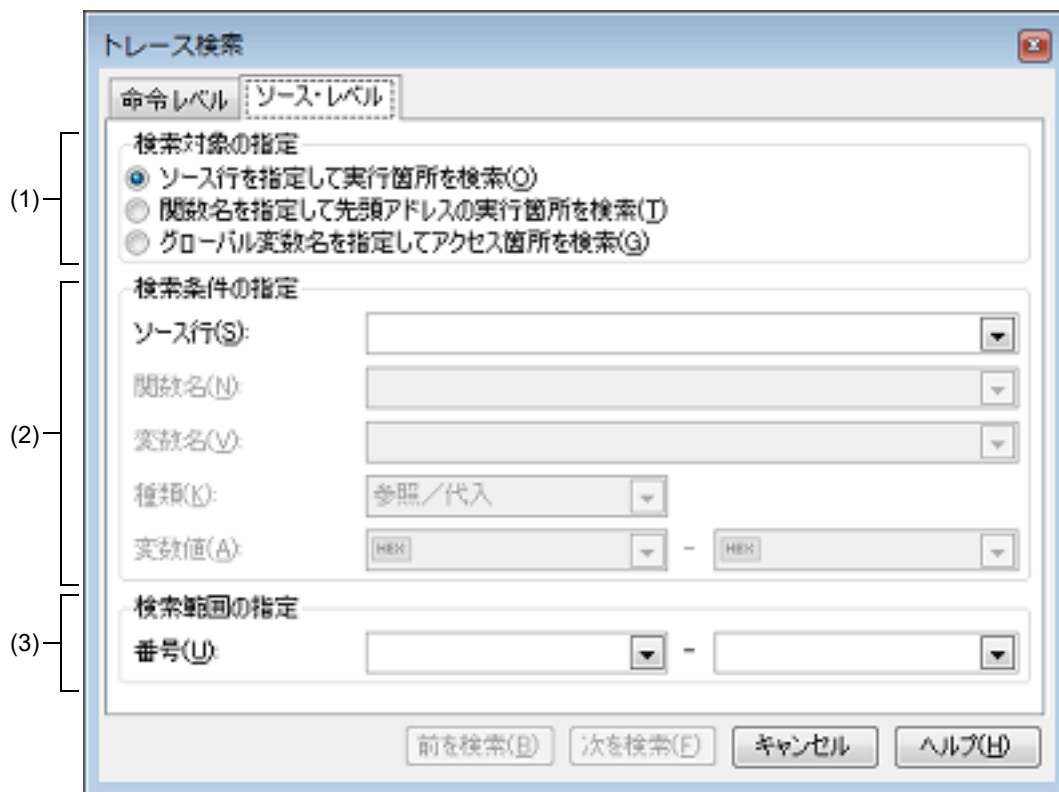 トレース検索
命令レベル ソース・レベル
(1)
検索対象の指定
ソース行を指定して実行箇所を検索(O)
関数名を指定して先頭アドレスの実行箇所を検索(T)
グローバル変数名を指定してアクセス箇所を検索(G)
(2)
検索条件の指定
ソース行(S):
関数名(N):
変数名(V):
種類(K): 参照／代入
変数値(A): HEX - HEX
(3)
検索範囲の指定
番号(U): -
前を検索(B) 次を検索(F) キャンセル ヘルプ(H)